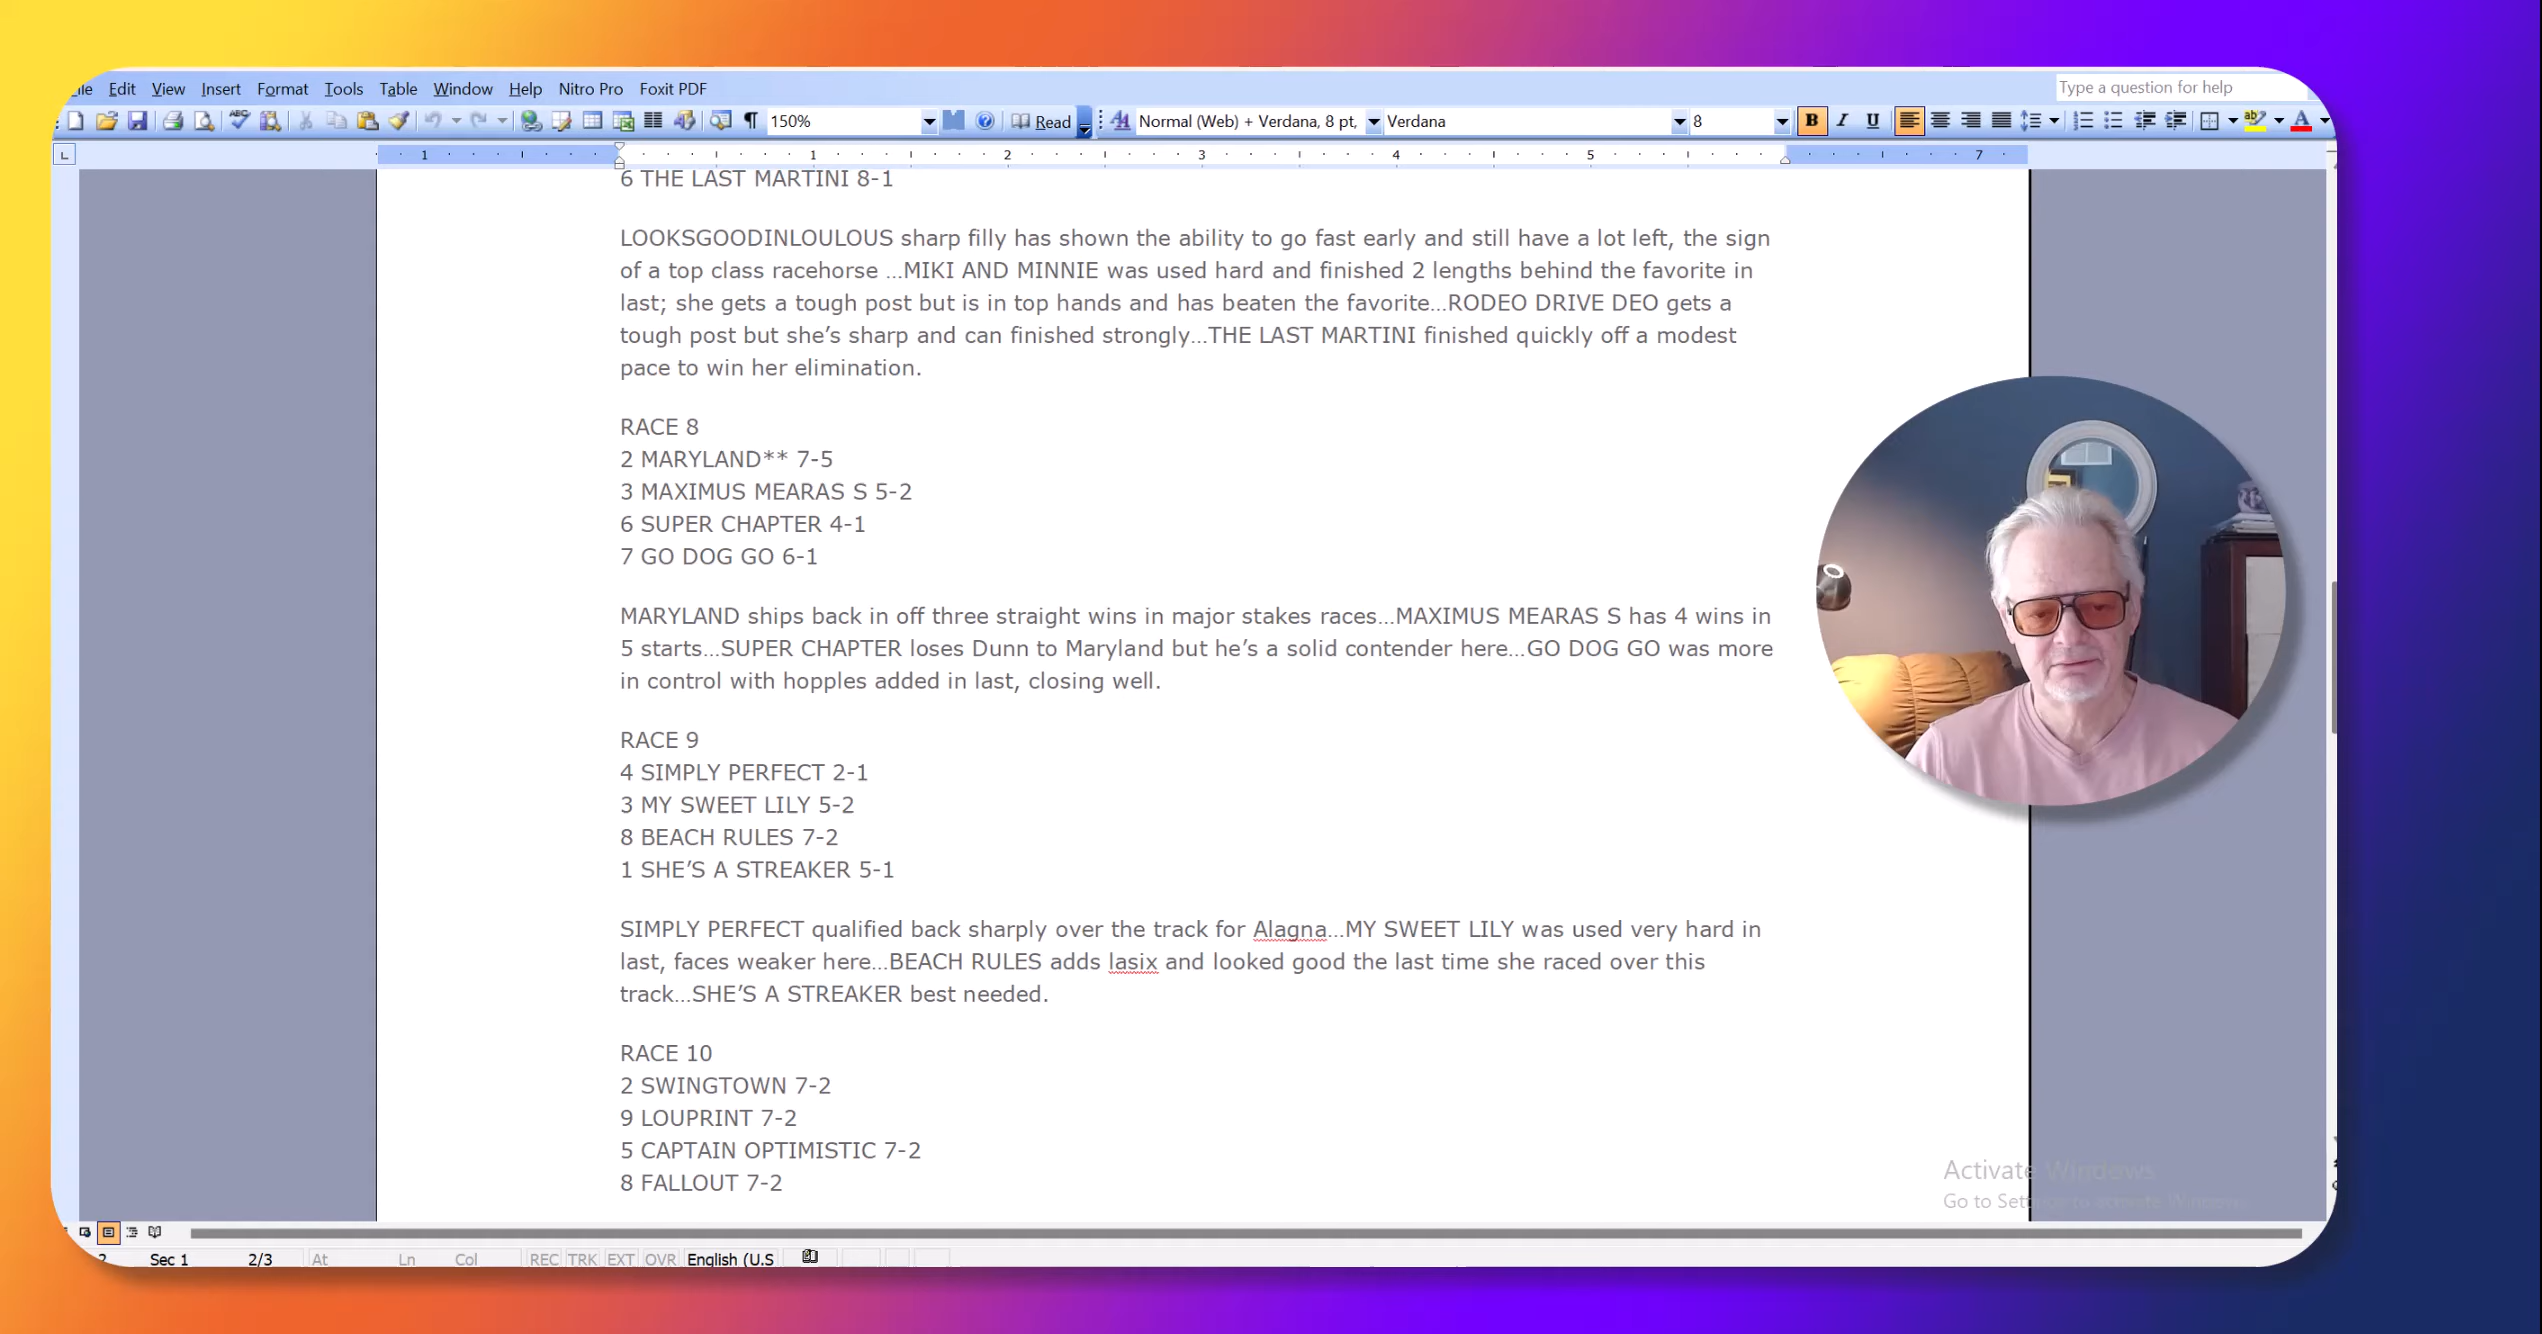 Edit View Insert Format Tools Table Window Help Nitro Pro Foxit PDF
Type a question for help
150% Read Normal (Web) + Verdana, 8 pt, Verdana 8 B I U
1 1 2 3 4 5 7
6 THE LAST MARTINI 8-1
LOOKSGOODINLOULOUS sharp filly has shown the ability to go fast early and still have a lot left, the sign
of a top class racehorse …MIKI AND MINNIE was used hard and finished 2 lengths behind the favorite in
last; she gets a tough post but is in top hands and has beaten the favorite…RODEO DRIVE DEO gets a
tough post but she’s sharp and can finished strongly…THE LAST MARTINI finished quickly off a modest
pace to win her elimination.
RACE 8
2 MARYLAND** 7-5
3 MAXIMUS MEARAS S 5-2
6 SUPER CHAPTER 4-1
7 GO DOG GO 6-1
MARYLAND ships back in off three straight wins in major stakes races…MAXIMUS MEARAS S has 4 wins in
5 starts…SUPER CHAPTER loses Dunn to Maryland but he’s a solid contender here…GO DOG GO was more
in control with hopples added in last, closing well.
RACE 9
4 SIMPLY PERFECT 2-1
3 MY SWEET LILY 5-2
8 BEACH RULES 7-2
1 SHE’S A STREAKER 5-1
SIMPLY PERFECT qualified back sharply over the track for Alagna…MY SWEET LILY was used very hard in
last, faces weaker here…BEACH RULES adds lasix and looked good the last time she raced over this
track…SHE’S A STREAKER best needed.
RACE 10
2 SWINGTOWN 7-2
9 LOUPRINT 7-2
5 CAPTAIN OPTIMISTIC 7-2
8 FALLOUT 7-2
Activate Windows
Go to Settings to activate Windows.
Sec 1 2/3 At Ln Col REC TRK EXT OVR English (U.S